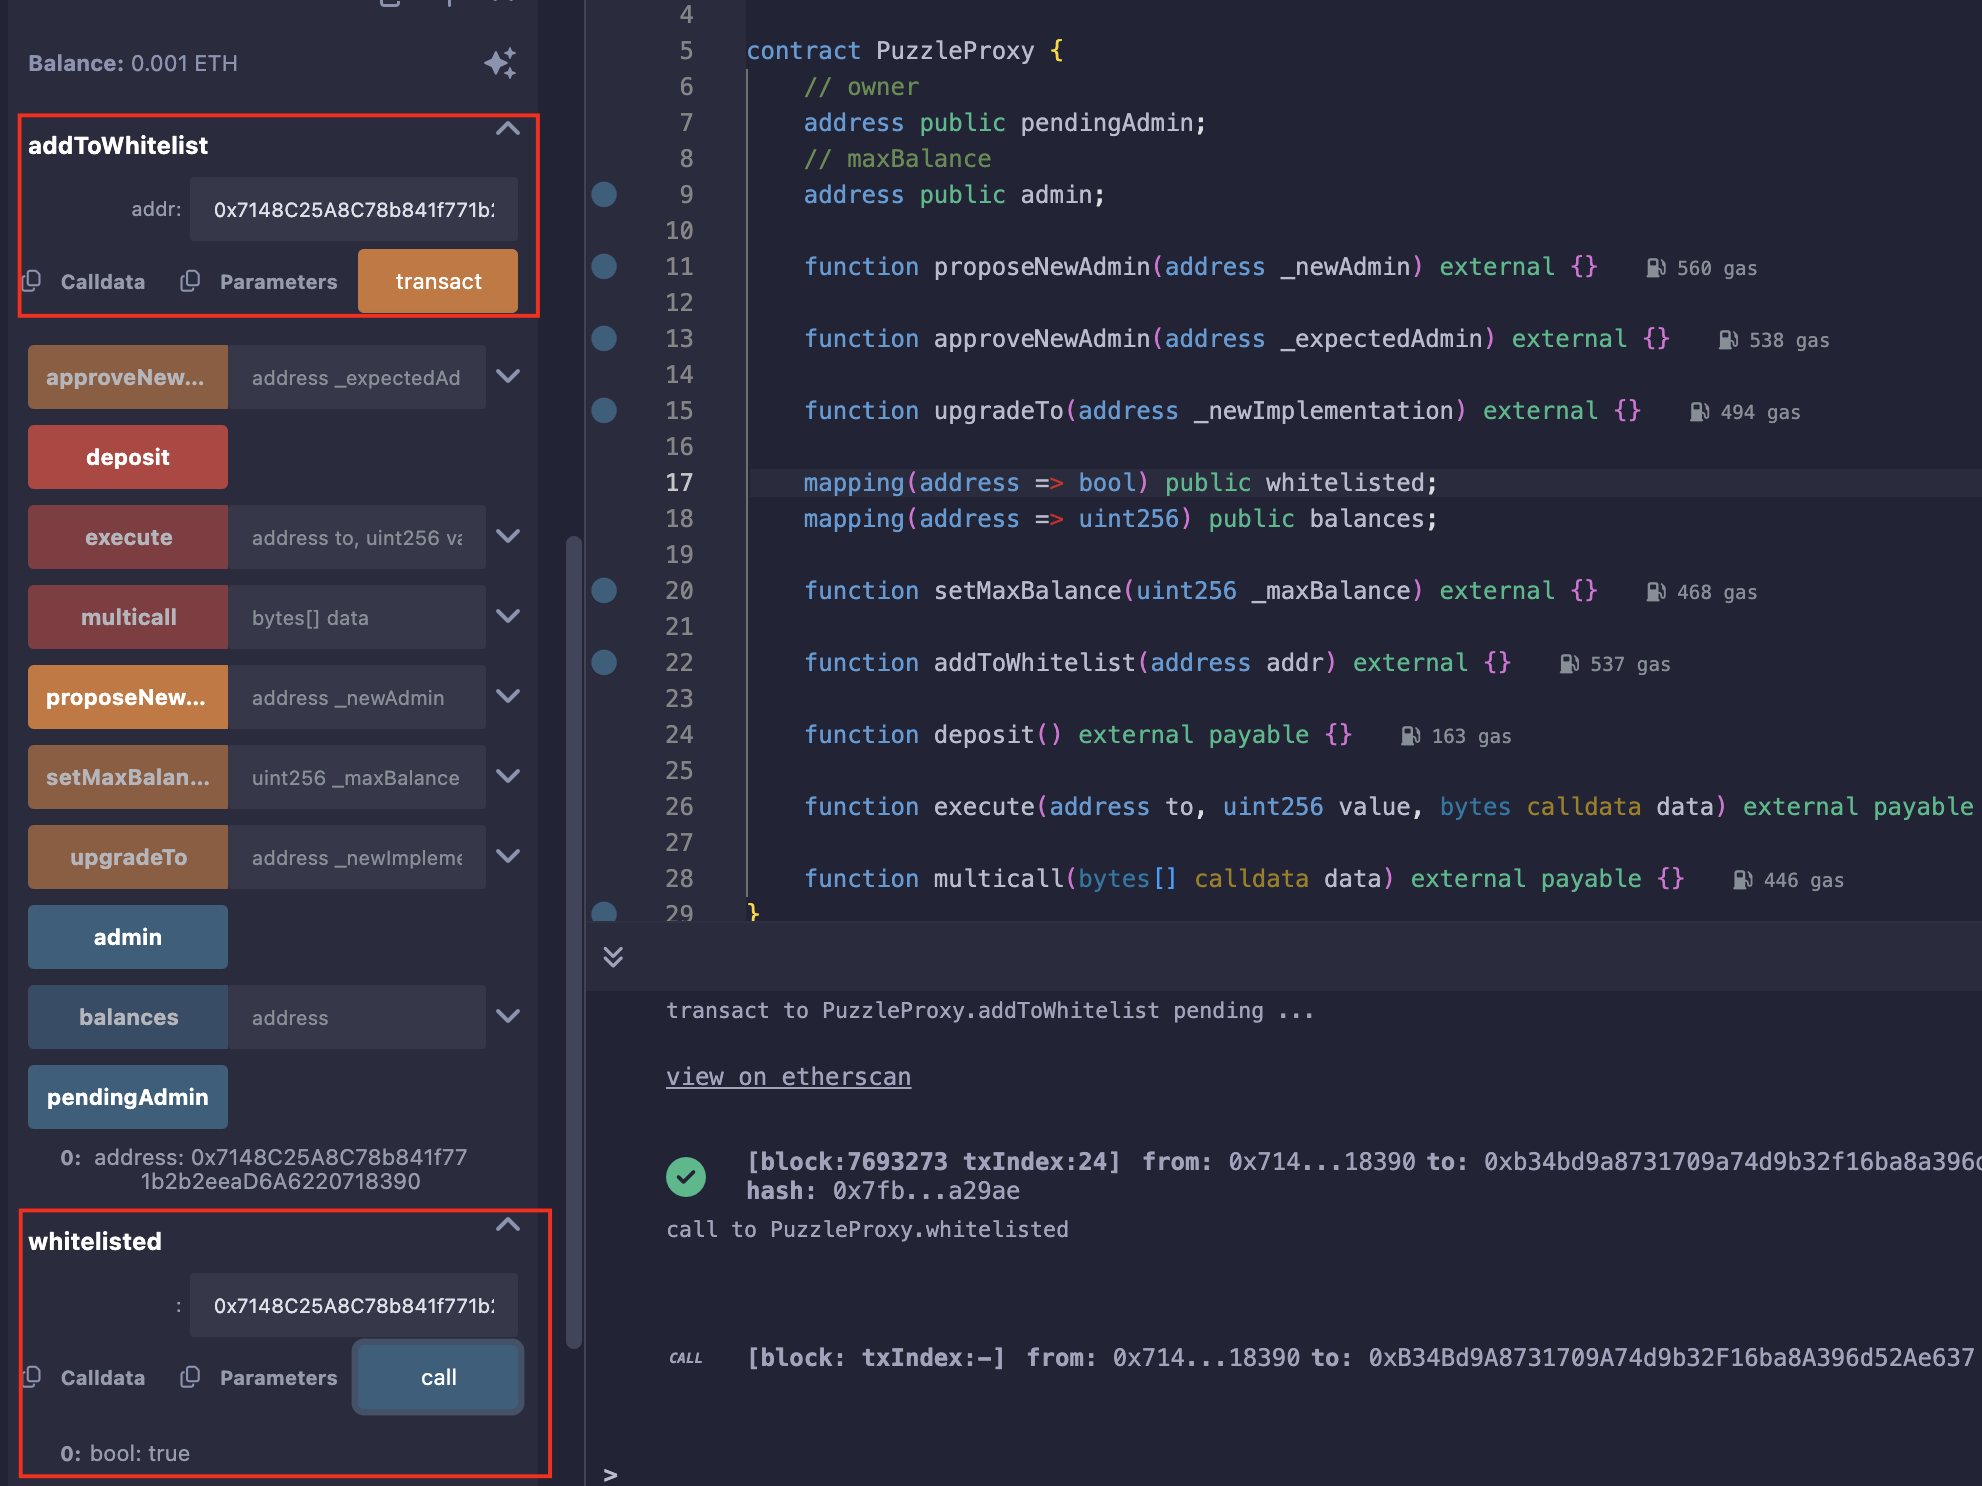 Balance: 0.001 ETH
addToWhitelist
addr: 0x7148C25A8C78b841f771b2
Calldata Parameters transact
approveNew... address _expectedAd
deposit
execute address to, uint256 va
multicall bytes[] data
proposeNew... address _newAdmin
setMaxBalan... uint256 _maxBalance
upgradeTo address _newImpleme
admin
balances address
pendingAdmin
0: address: 0x7148C25A8C78b841f77
1b2b2eeaD6A6220718390
whitelisted
: 0x7148C25A8C78b841f771b2
Calldata Parameters call
0: bool: true
4
5 contract PuzzleProxy {
6 // owner
7 address public pendingAdmin;
8 // maxBalance
9 address public admin;
10
11 function proposeNewAdmin(address _newAdmin) external {} 560 gas
12
13 function approveNewAdmin(address _expectedAdmin) external {} 538 gas
14
15 function upgradeTo(address _newImplementation) external {} 494 gas
16
17 mapping(address => bool) public whitelisted;
18 mapping(address => uint256) public balances;
19
20 function setMaxBalance(uint256 _maxBalance) external {} 468 gas
21
22 function addToWhitelist(address addr) external {} 537 gas
23
24 function deposit() external payable {} 163 gas
25
26 function execute(address to, uint256 value, bytes calldata data) external payable
27
28 function multicall(bytes[] calldata data) external payable {} 446 gas
29 }
transact to PuzzleProxy.addToWhitelist pending ...
view on etherscan
[block:7693273 txIndex:24] from: 0x714...18390 to: 0xb34bd9a8731709a74d9b32f16ba8a396d
hash: 0x7fb...a29ae
call to PuzzleProxy.whitelisted
CALL [block: txIndex:-] from: 0x714...18390 to: 0xB34Bd9A8731709A74d9b32F16ba8A396d52Ae637
>